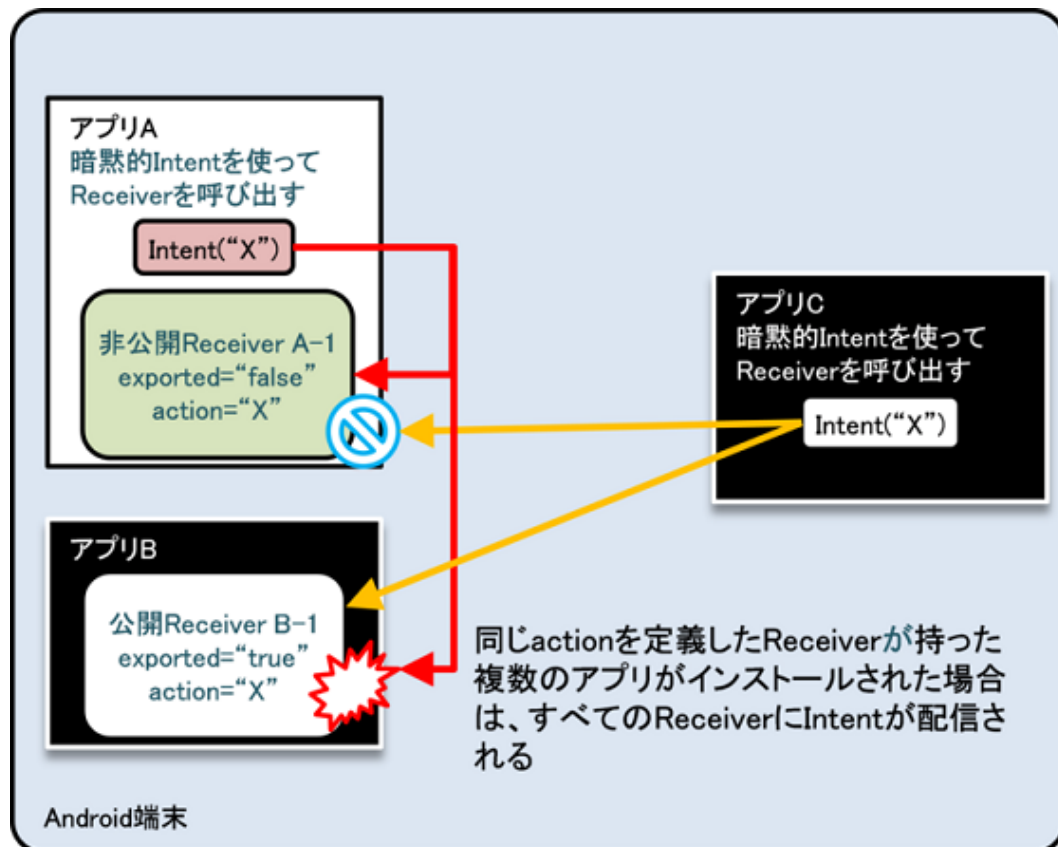 アプリA
暗黙的Intentを使って
Receiverを呼び出す
Intent(“X”)
非公開Receiver A-1
exported=“false”
action=“X”
アプリC
暗黙的Intentを使って
Receiverを呼び出す
Intent(“X”)
アプリB
公開Receiver B-1
exported=“true”
action=“X”
同じactionを定義したReceiverが持った
複数のアプリがインストールされた場合
は、すべてのReceiverにIntentが配信さ
れる
Android端末